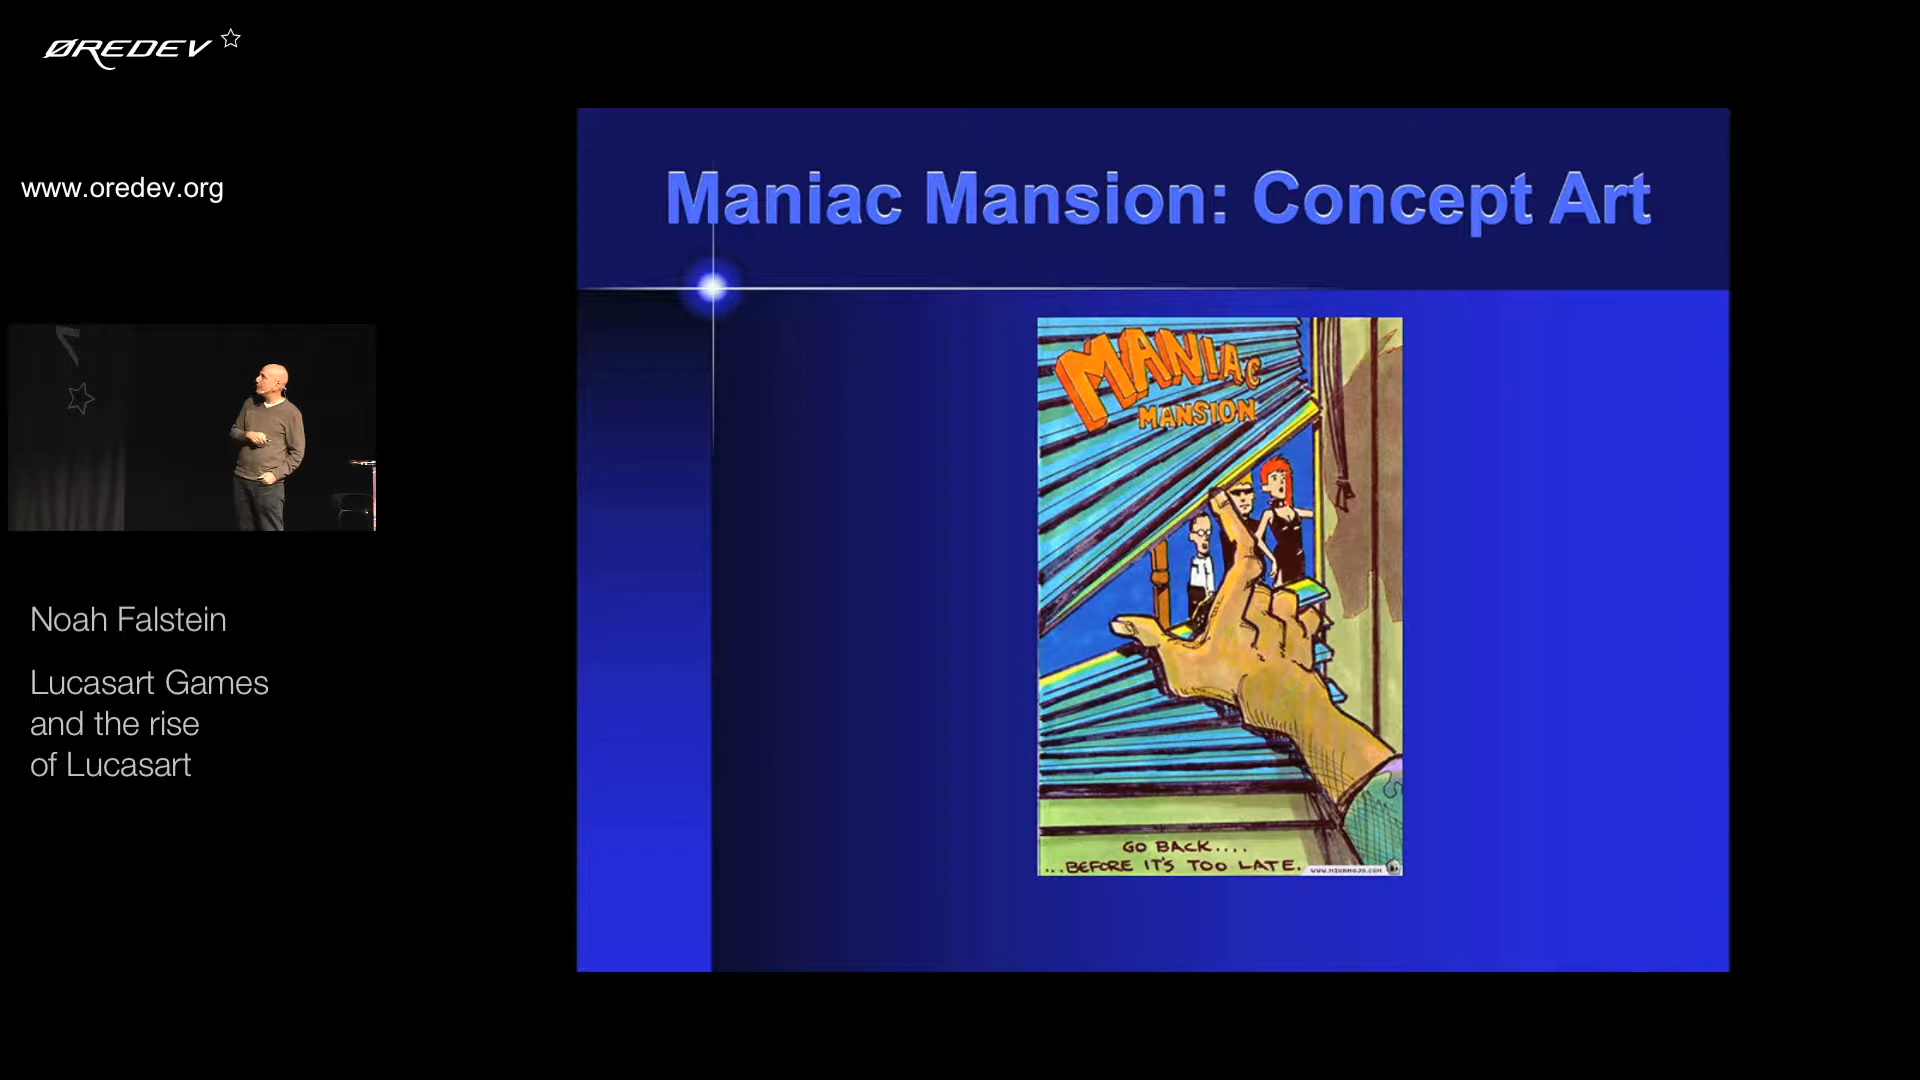 ØREDEV
www.oredev.org
Noah Falstein
Lucasart Games
and the rise
of Lucasart
Maniac Mansion: Concept Art
MANIAC
MANSION
GO BACK....
...BEFORE IT'S TOO LATE.
WWW.MIXNMOJO.COM